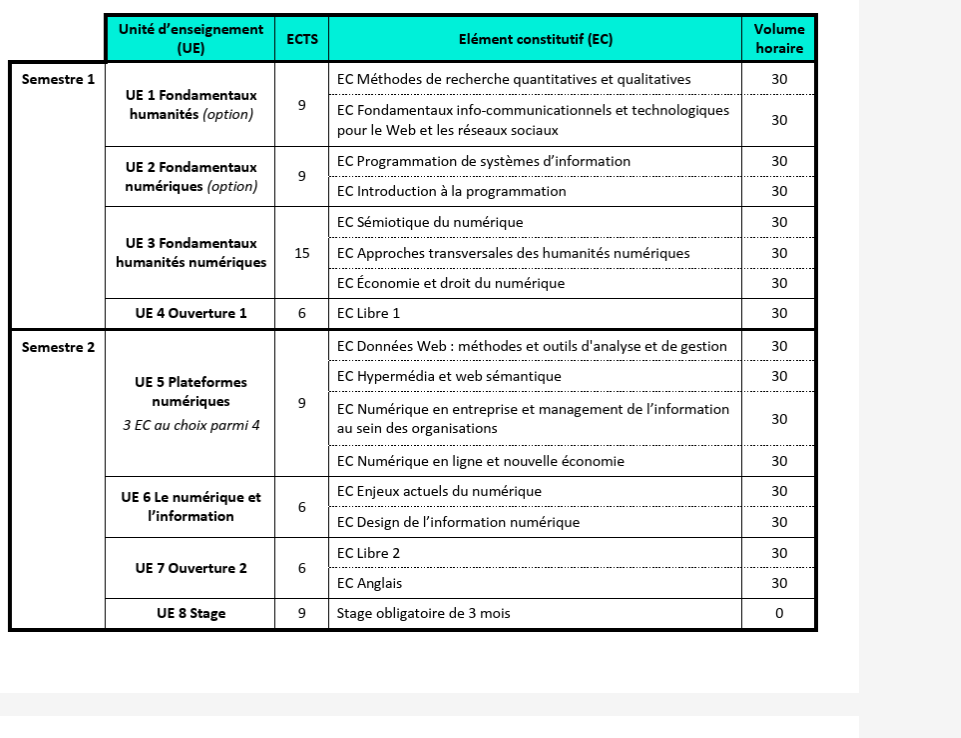 Unité d’enseignement (UE) ECTS Elément constitutif (EC) Volume horaire
Semestre 1
UE 1 Fondamentaux
humanités (option)
9
EC Méthodes de recherche quantitatives et qualitatives 30
EC Fondamentaux info-communicationnels et technologiques
pour le Web et les réseaux sociaux
30
UE 2 Fondamentaux
numériques (option)
9
EC Programmation de systèmes d’information 30
EC Introduction à la programmation 30
UE 3 Fondamentaux
humanités numériques
15
EC Sémiotique du numérique 30
EC Approches transversales des humanités numériques 30
EC Économie et droit du numérique 30
UE 4 Ouverture 1 6 EC Libre 1 30
Semestre 2
UE 5 Plateformes
numériques
3 EC au choix parmi 4
9
EC Données Web : méthodes et outils d'analyse et de gestion 30
EC Hypermédia et web sémantique 30
EC Numérique en entreprise et management de l’information
au sein des organisations
30
EC Numérique en ligne et nouvelle économie 30
UE 6 Le numérique et
l’information
6
EC Enjeux actuels du numérique 30
EC Design de l’information numérique 30
UE 7 Ouverture 2
6
EC Libre 2 30
EC Anglais 30
UE 8 Stage 9 Stage obligatoire de 3 mois 0